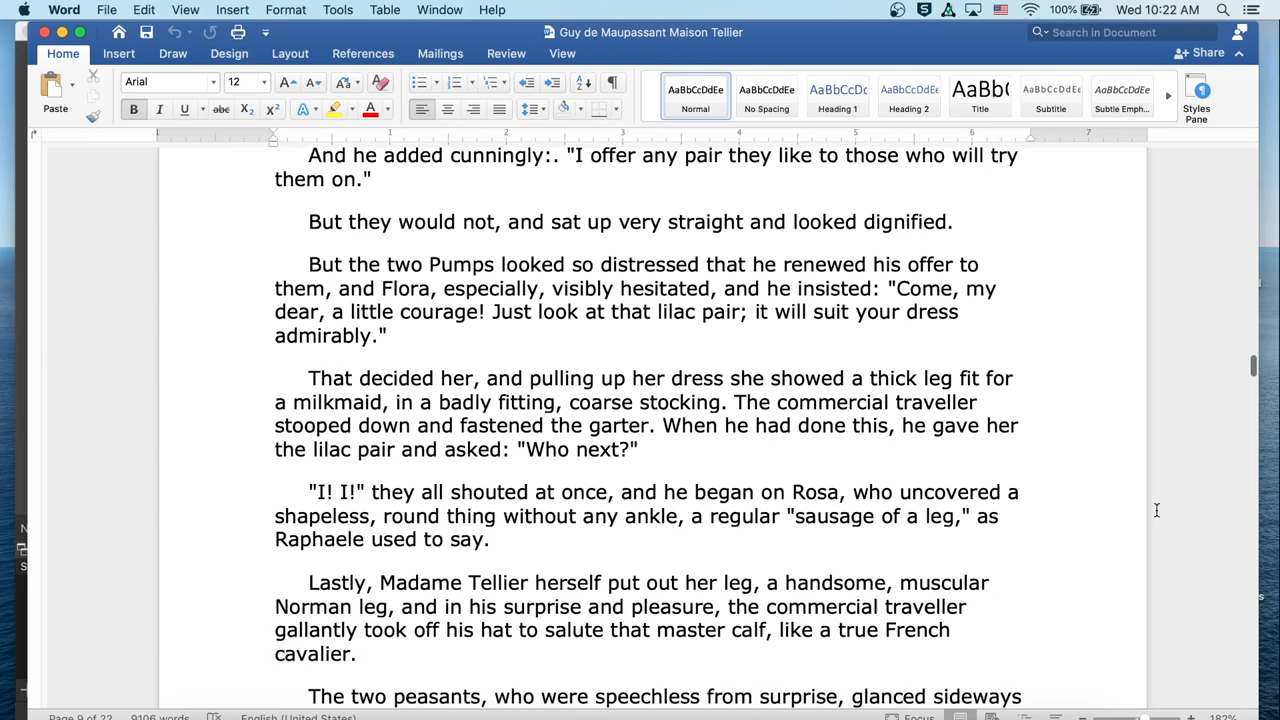 Word File Edit View Insert Format Tools Table Window Help 100% Wed 10:22 AM
Guy de Maupassant Maison Tellier Search in Document
Home Insert Draw Design Layout References Mailings Review View Share
Paste Arial 12 A A Aa A
B I U abc X₂ X² A A
AaBbCcDdEe AaBbCcDdEe AaBbCcDc AaBbCcDdEe AaBbC AaBbCcDdEe AaBbCcDdEe
Normal No Spacing Heading 1 Heading 2 Title Subtitle Subtle Emph... Styles Pane
1 1 2 3 4 5 6 7
And he added cunningly:. "I offer any pair they like to those who will try
them on."
But they would not, and sat up very straight and looked dignified.
But the two Pumps looked so distressed that he renewed his offer to
them, and Flora, especially, visibly hesitated, and he insisted: "Come, my
dear, a little courage! Just look at that lilac pair; it will suit your dress
admirably."
That decided her, and pulling up her dress she showed a thick leg fit for
a milkmaid, in a badly fitting, coarse stocking. The commercial traveller
stooped down and fastened the garter. When he had done this, he gave her
the lilac pair and asked: "Who next?"
"I! I!" they all shouted at once, and he began on Rosa, who uncovered a
shapeless, round thing without any ankle, a regular "sausage of a leg," as
Raphaele used to say.
Lastly, Madame Tellier herself put out her leg, a handsome, muscular
Norman leg, and in his surprise and pleasure, the commercial traveller
gallantly took off his hat to salute that master calf, like a true French
cavalier.
The two peasants, who were speechless from surprise, glanced sideways
Page 9 of 22 9106 words English (United States) Focus 182%